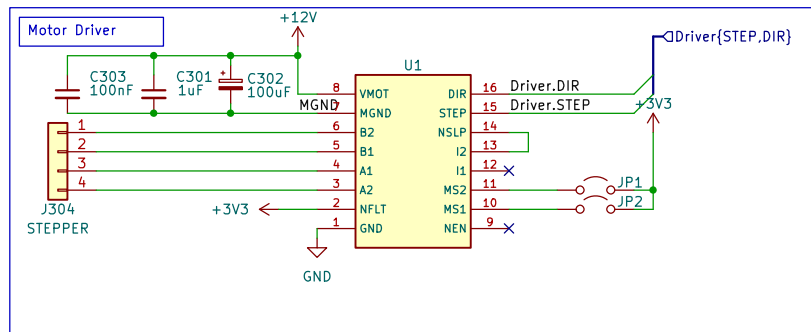 Motor Driver
+12V
Driver{STEP,DIR}
C303
100nF
C301
1uF
C302
100uF
U1
MGND
8 VMOT
7 MGND
6 B2
5 B1
4 A1
3 A2
2 NFLT
1 GND
DIR 16
STEP 15
NSLP 14
I2 13
I1 12
MS2 11
MS1 10
NEN 9
Driver.DIR
Driver.STEP
+3V3
JP1
JP2
1
2
3
4
J304
STEPPER
+3V3
GND